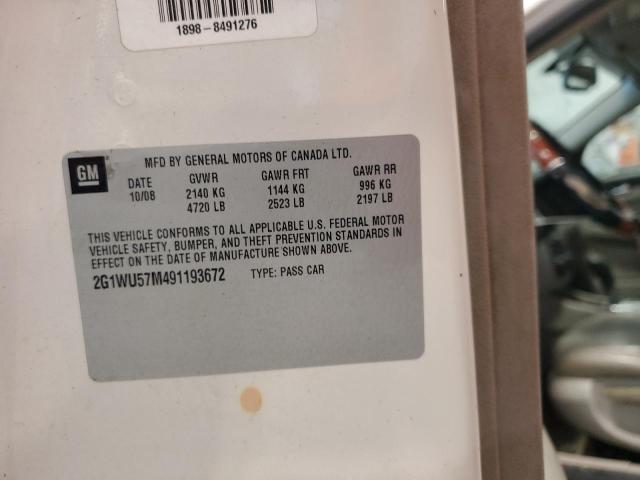 1898-8491276
GM
MFD BY GENERAL MOTORS OF CANADA LTD.
DATE GVWR GAWR FRT GAWR RR
10/08 2140 KG 1144 KG 996 KG
4720 LB 2523 LB 2197 LB
THIS VEHICLE CONFORMS TO ALL APPLICABLE U.S. FEDERAL MOTOR
VEHICLE SAFETY, BUMPER, AND THEFT PREVENTION STANDARDS IN
EFFECT ON THE DATE OF MANUFACTURE SHOWN ABOVE.
2G1WU57M491193672 TYPE: PASS CAR